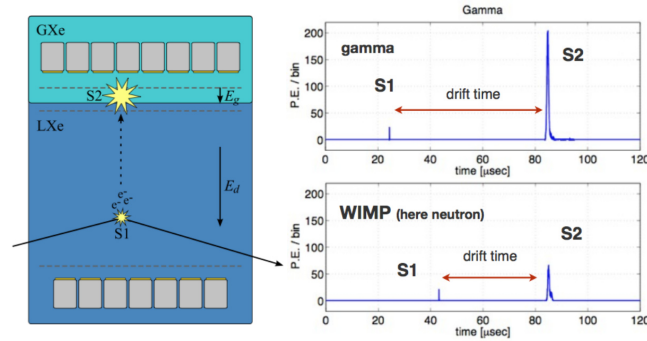 GXe
S2
E_g
LXe
E_d
e⁻
e⁻ e⁻
S1
Gamma
gamma
S1
S2
drift time
P.E. / bin
200
150
100
50
0
0 20 40 60 80 100 120
time [μsec]
WIMP (here neutron)
S1
S2
drift time
P.E. / bin
200
150
100
50
0
0 20 40 60 80 100 120
time [μsec]